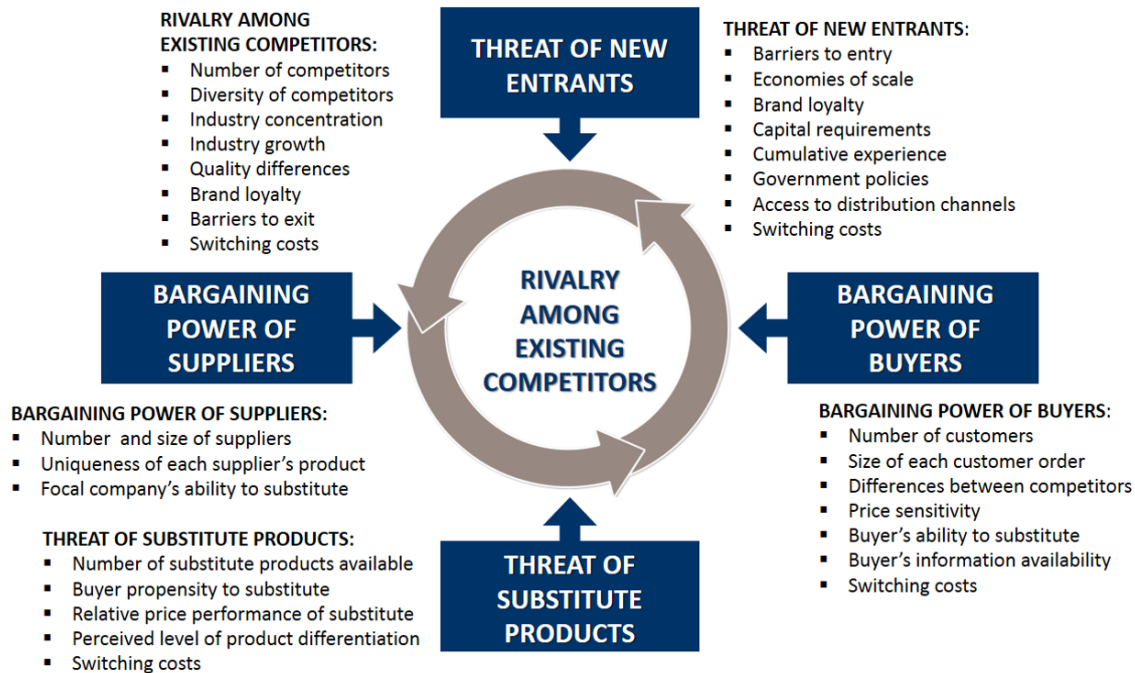 RIVALRY AMONG
EXISTING COMPETITORS:
▪ Number of competitors
▪ Diversity of competitors
▪ Industry concentration
▪ Industry growth
▪ Quality differences
▪ Brand loyalty
▪ Barriers to exit
▪ Switching costs
THREAT OF NEW
ENTRANTS
THREAT OF NEW ENTRANTS:
▪ Barriers to entry
▪ Economies of scale
▪ Brand loyalty
▪ Capital requirements
▪ Cumulative experience
▪ Government policies
▪ Access to distribution channels
▪ Switching costs
BARGAINING
POWER OF
SUPPLIERS
RIVALRY
AMONG
EXISTING
COMPETITORS
BARGAINING
POWER OF
BUYERS
BARGAINING POWER OF SUPPLIERS:
▪ Number and size of suppliers
▪ Uniqueness of each supplier’s product
▪ Focal company’s ability to substitute
BARGAINING POWER OF BUYERS:
▪ Number of customers
▪ Size of each customer order
▪ Differences between competitors
▪ Price sensitivity
▪ Buyer’s ability to substitute
▪ Buyer’s information availability
▪ Switching costs
THREAT OF SUBSTITUTE PRODUCTS:
▪ Number of substitute products available
▪ Buyer propensity to substitute
▪ Relative price performance of substitute
▪ Perceived level of product differentiation
▪ Switching costs
THREAT OF
SUBSTITUTE
PRODUCTS